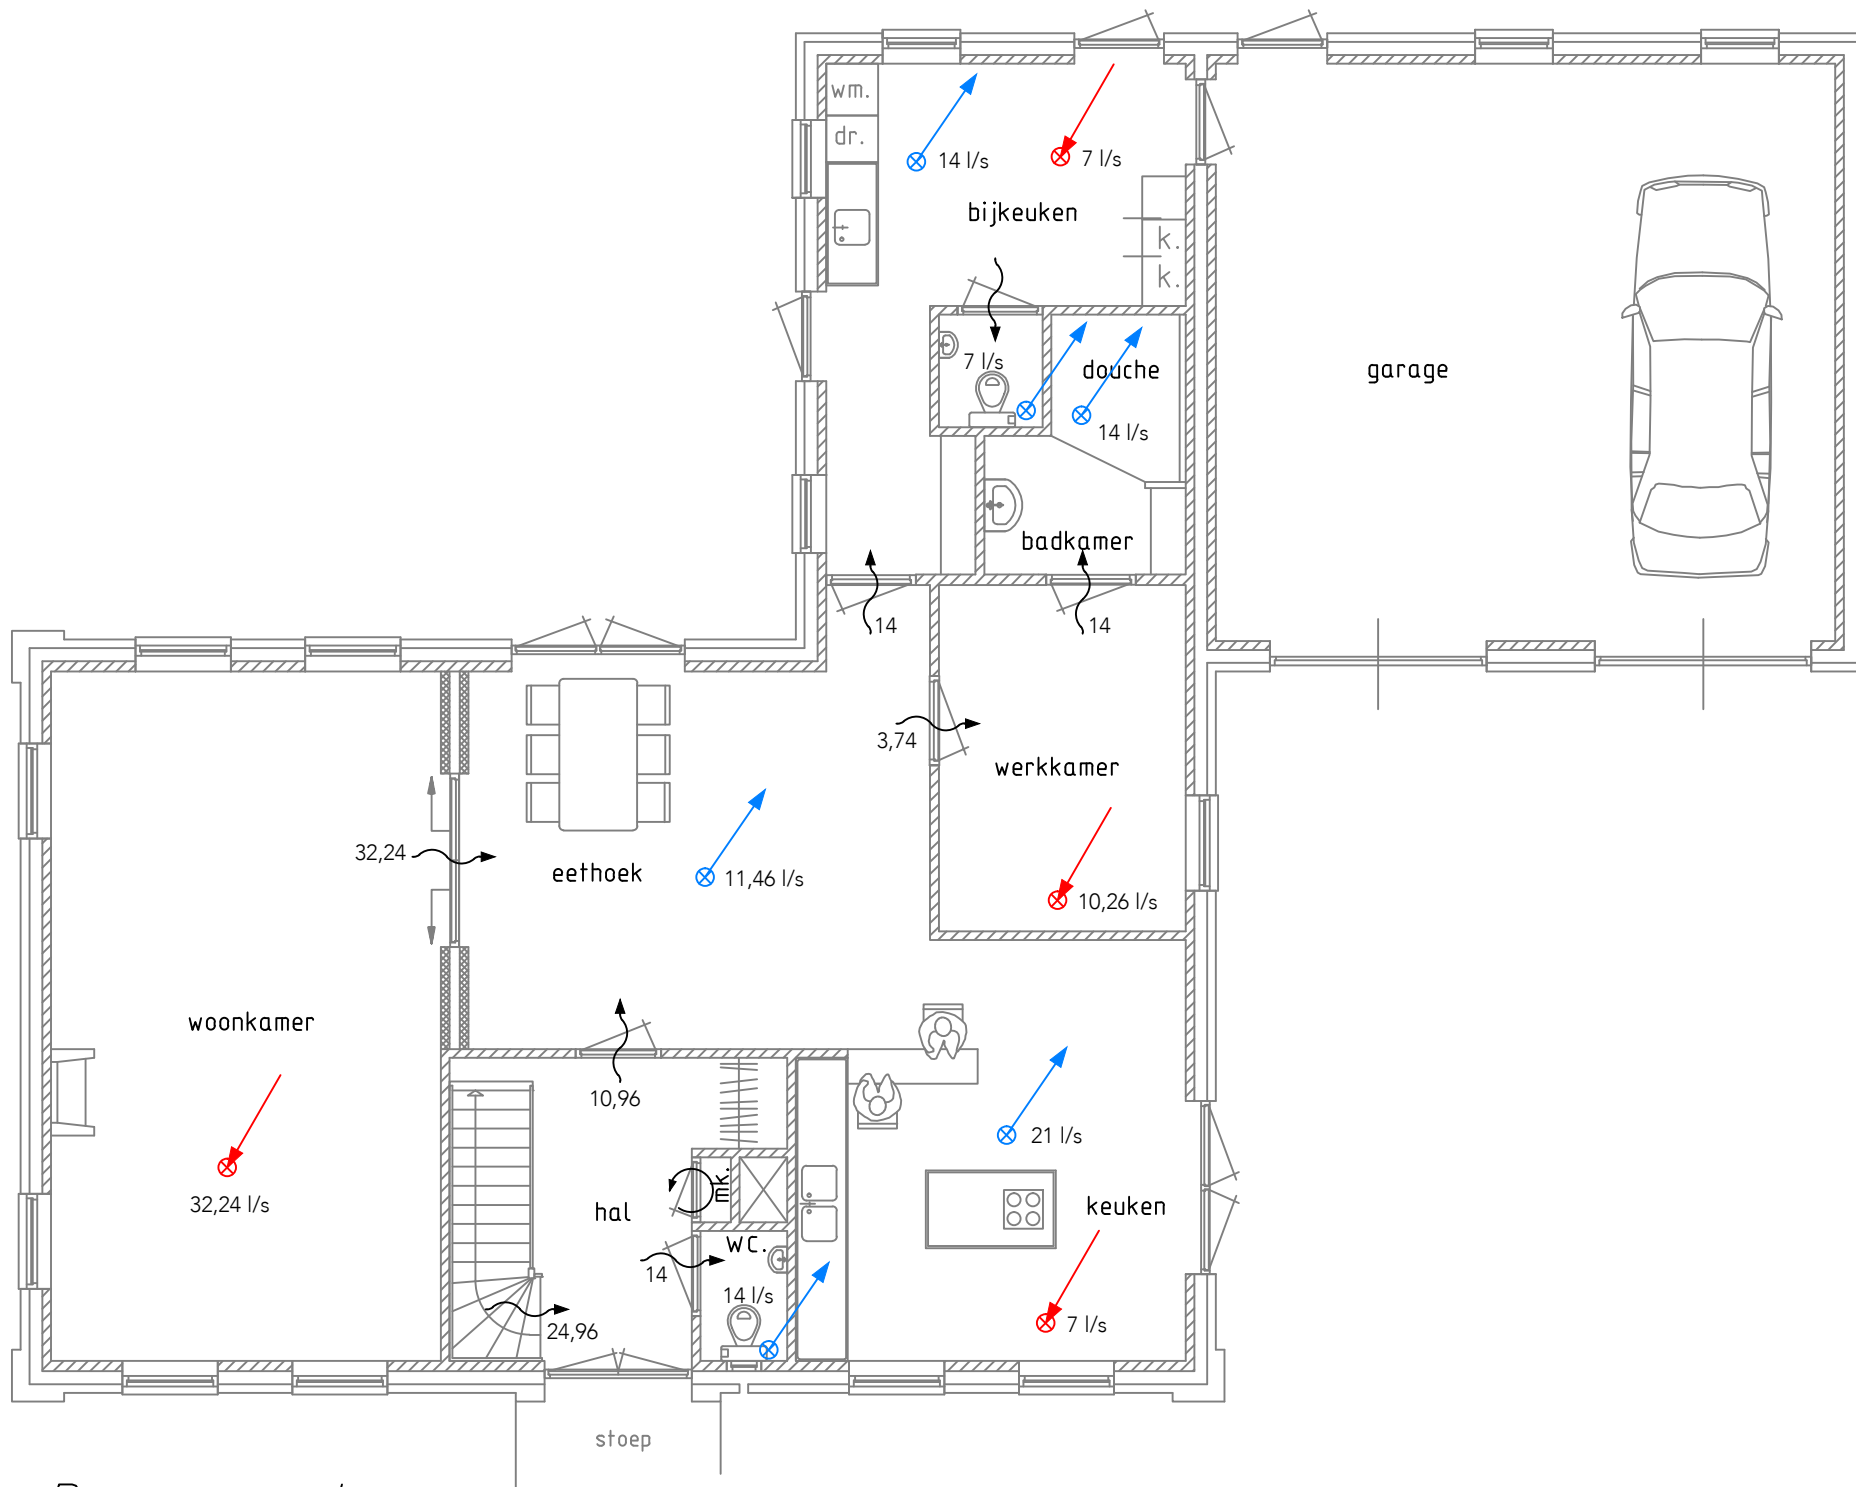 wm.
dr.
14 l/s
7 l/s
bijkeuken
k.
k.
7 l/s
douche
garage
14 l/s
badkamer
14
14
3,74
werkkamer
32,24
eethoek
11,46 l/s
10,26 l/s
woonkamer
10,96
21 l/s
mk.
32,24 l/s
hal
keuken
wc.
14
14 l/s
24,96
7 l/s
stoep